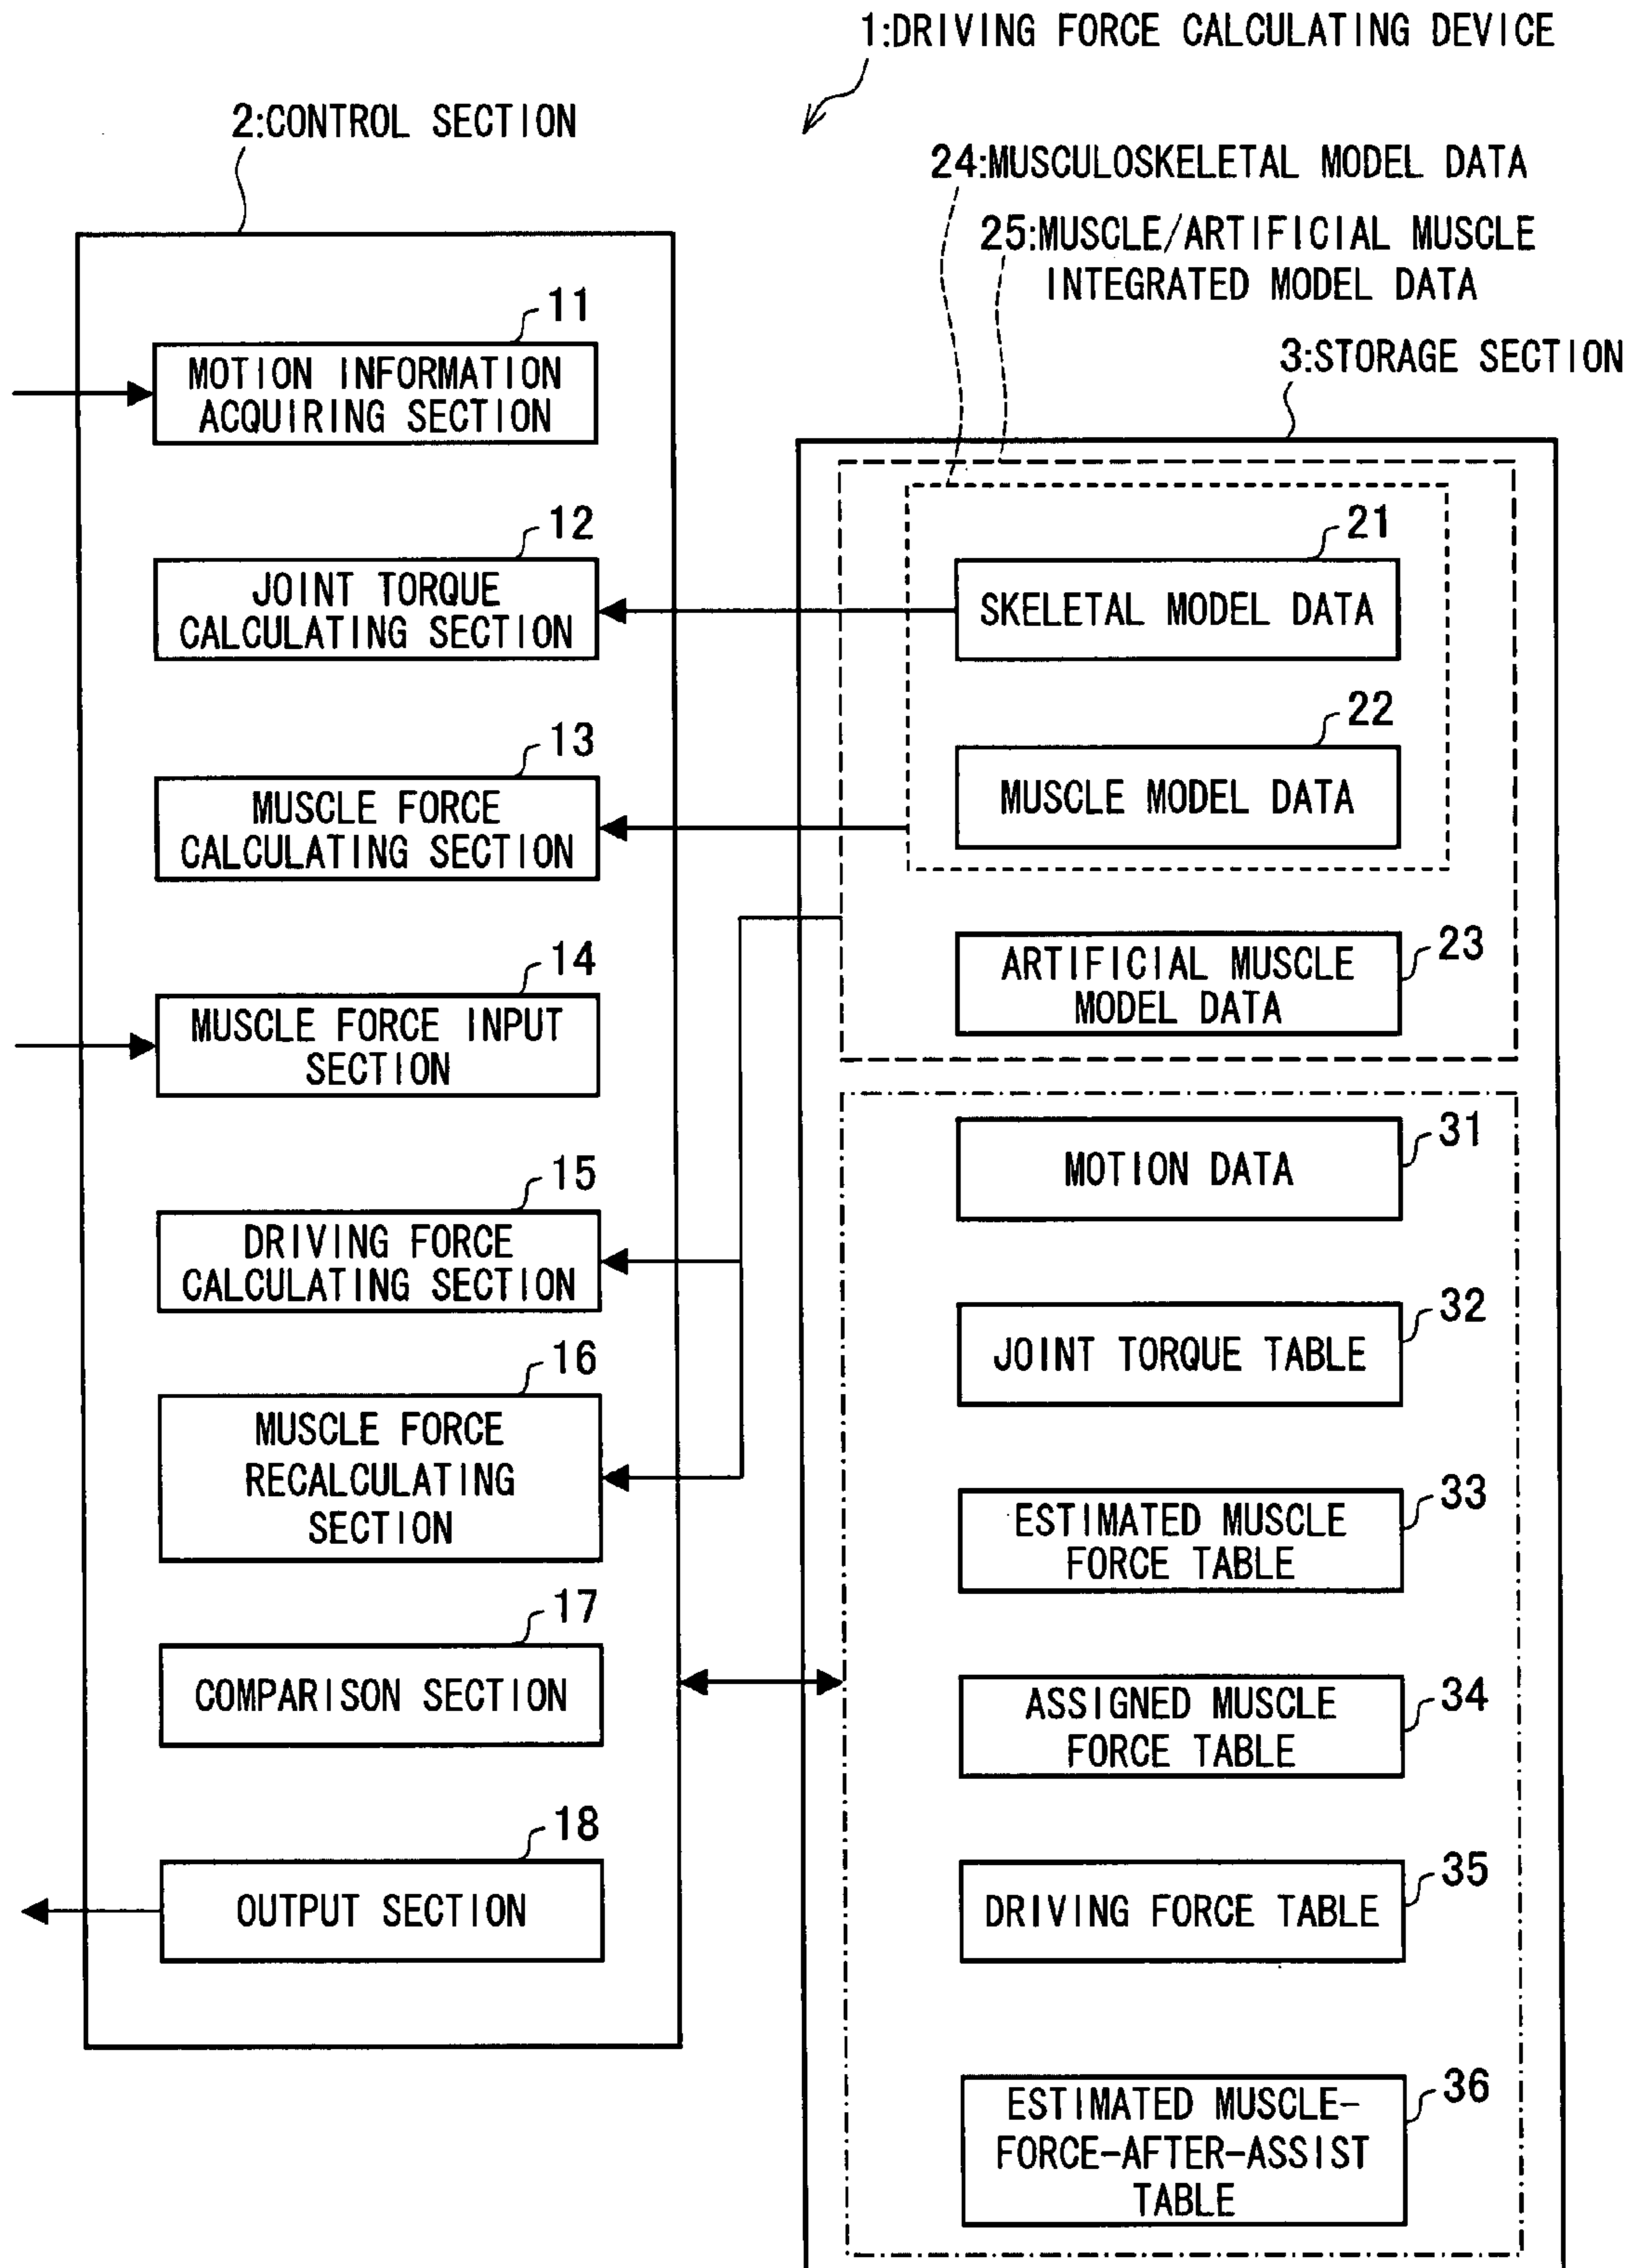 1:DRIVING FORCE CALCULATING DEVICE
2:CONTROL SECTION
24:MUSCULOSKELETAL MODEL DATA
25:MUSCLE/ARTIFICIAL MUSCLE
INTEGRATED MODEL DATA
3:STORAGE SECTION
11
MOTION INFORMATION
ACQUIRING SECTION
12
JOINT TORQUE
CALCULATING SECTION
13
MUSCLE FORCE
CALCULATING SECTION
14
MUSCLE FORCE INPUT
SECTION
15
DRIVING FORCE
CALCULATING SECTION
16
MUSCLE FORCE
RECALCULATING
SECTION
17
COMPARISON SECTION
18
OUTPUT SECTION
21
SKELETAL MODEL DATA
22
MUSCLE MODEL DATA
23
ARTIFICIAL MUSCLE
MODEL DATA
31
MOTION DATA
32
JOINT TORQUE TABLE
33
ESTIMATED MUSCLE
FORCE TABLE
34
ASSIGNED MUSCLE
FORCE TABLE
35
DRIVING FORCE TABLE
36
ESTIMATED MUSCLE-
FORCE-AFTER-ASSIST
TABLE